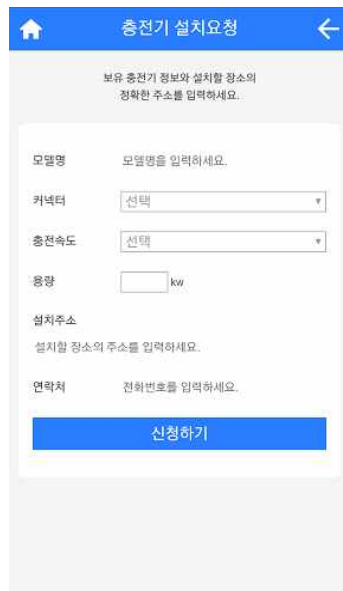 충전기 설치요청
보유 충전기 정보와 설치할 장소의
정확한 주소를 입력하세요.
모델명 모델명을 입력하세요.
커넥터 선택
충전속도 선택
용량 kw
설치주소
설치할 장소의 주소를 입력하세요.
연락처 전화번호를 입력하세요.
신청하기